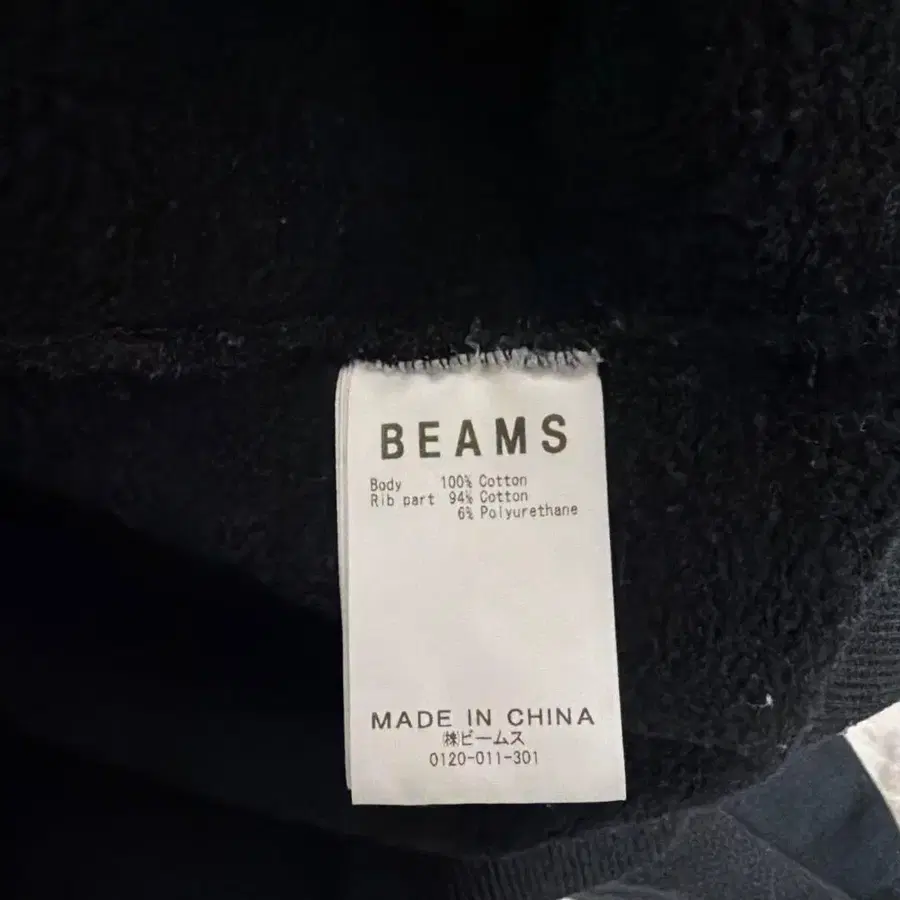 BEAMS
Body 100% Cotton
Rib part 94% Cotton
6% Polyurethane
MADE IN CHINA
㈱ビームス
0120-011-301